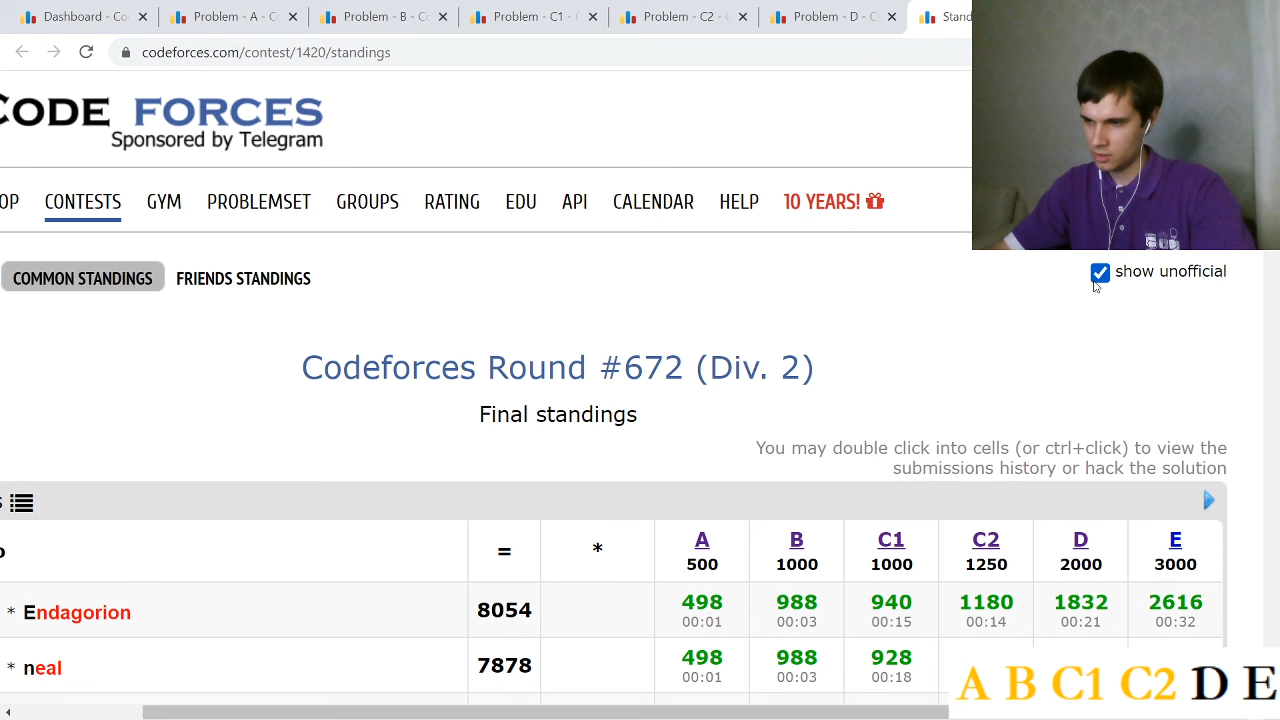 Dashboard - Co
Problem - A - Co
Problem - B - Co
Problem - C1 - C
Problem - C2 - C
Problem - D - C
Stand
codeforces.com/contest/1420/standings
CODE FORCES
Sponsored by Telegram
OP CONTESTS GYM PROBLEMSET GROUPS RATING EDU API CALENDAR HELP 10 YEARS!
COMMON STANDINGS FRIENDS STANDINGS
show unofficial
Codeforces Round #672 (Div. 2)
Final standings
You may double click into cells (or ctrl+click) to view the
submissions history or hack the solution
= * A B C1 C2 D E
500 1000 1000 1250 2000 3000
* Endagorion 8054 498 988 940 1180 1832 2616
00:01 00:03 00:15 00:14 00:21 00:32
* neal 7878 498 988 928
00:01 00:03 00:18
A B C1 C2 D E